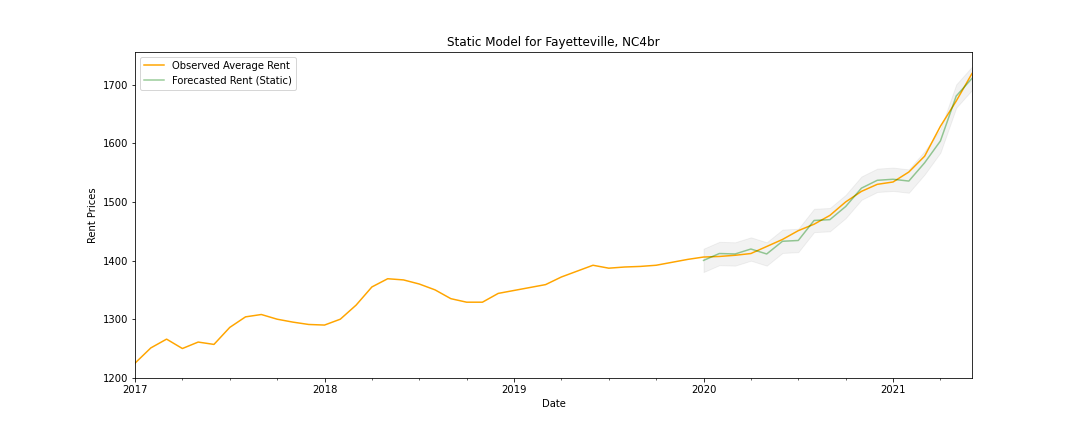 Static Model for Fayetteville, NC4br
Observed Average Rent
Forecasted Rent (Static)
Rent Prices
1700
1600
1500
1400
1300
1200
2017
2018
2019
2020
2021
Date